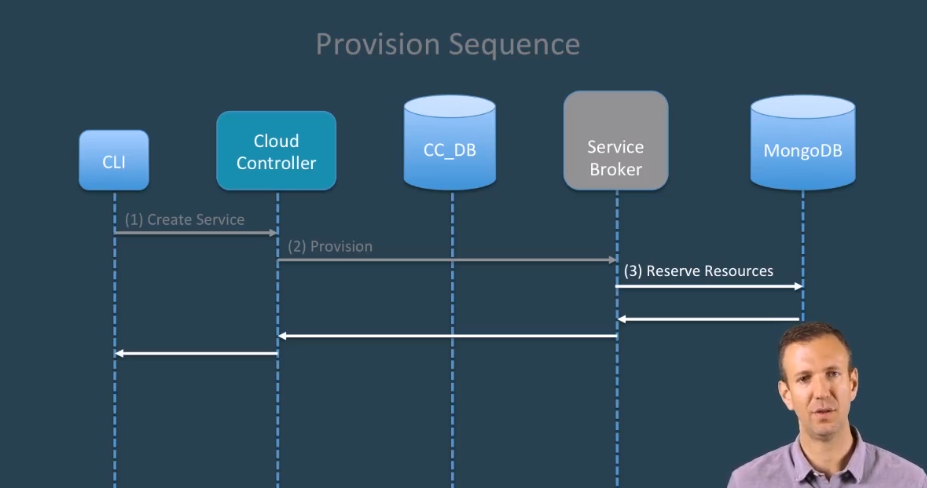 Provision Sequence
CLI
Cloud
Controller
CC_DB
Service
Broker
MongoDB
(1) Create Service
(2) Provision
(3) Reserve Resources